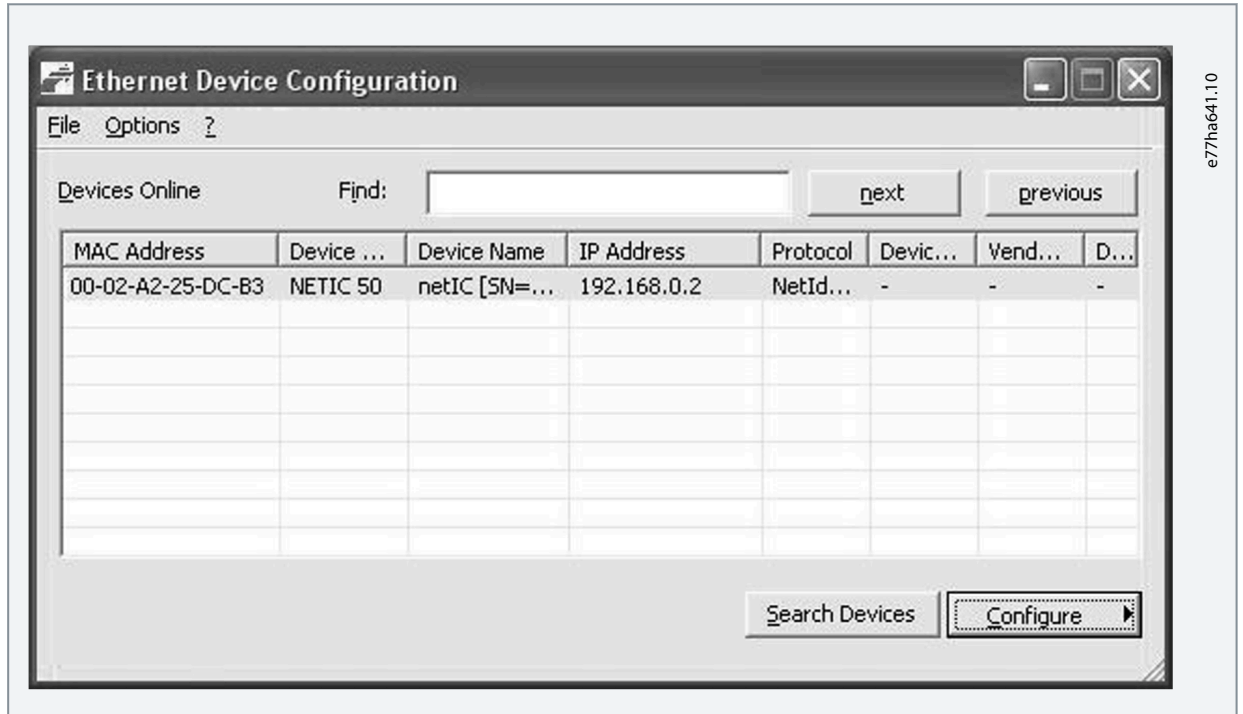 Ethernet Device Configuration
File Options ?
Devices Online Find: next previous
MAC Address Device ... Device Name IP Address Protocol Devic... Vend... D...
00-02-A2-25-DC-B3 NETIC 50 netIC [SN=... 192.168.0.2 NetId... - - -
Search Devices Configure
e77ha641.10